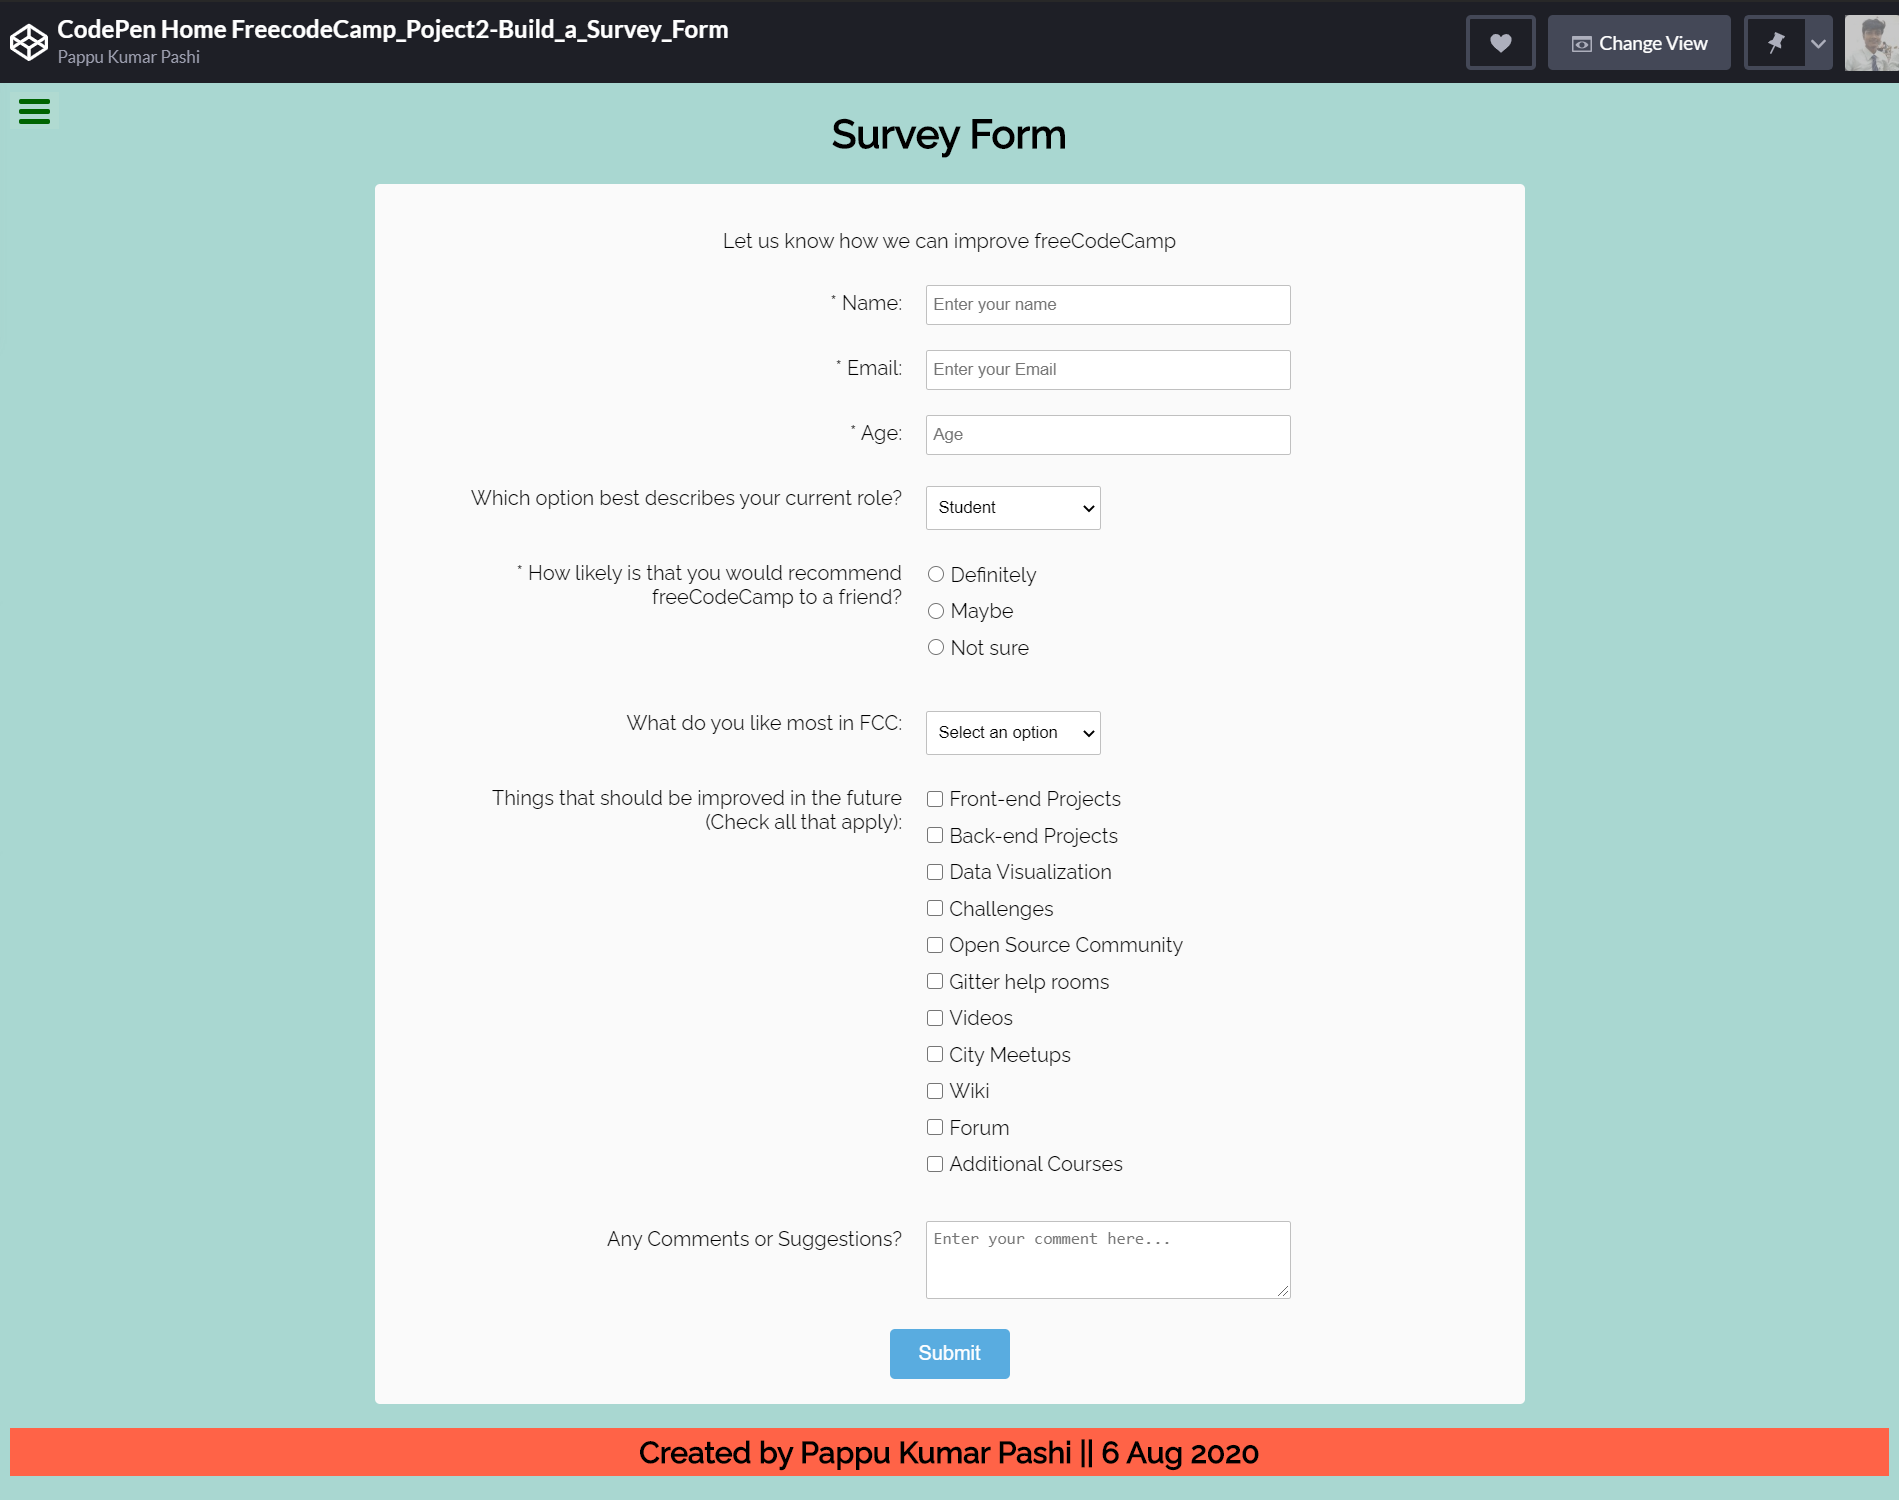 CodePen Home FreecodeCamp_Poject2-Build_a_Survey_Form
Pappu Kumar Pashi
Change View
Survey Form
Let us know how we can improve freeCodeCamp
* Name:
Enter your name
* Email:
Enter your Email
* Age:
Age
Which option best describes your current role?
Student
* How likely is that you would recommend
freeCodeCamp to a friend?
Definitely
Maybe
Not sure
What do you like most in FCC:
Select an option
Things that should be improved in the future
(Check all that apply):
Front-end Projects
Back-end Projects
Data Visualization
Challenges
Open Source Community
Gitter help rooms
Videos
City Meetups
Wiki
Forum
Additional Courses
Any Comments or Suggestions?
Enter your comment here...
Submit
Created by Pappu Kumar Pashi || 6 Aug 2020